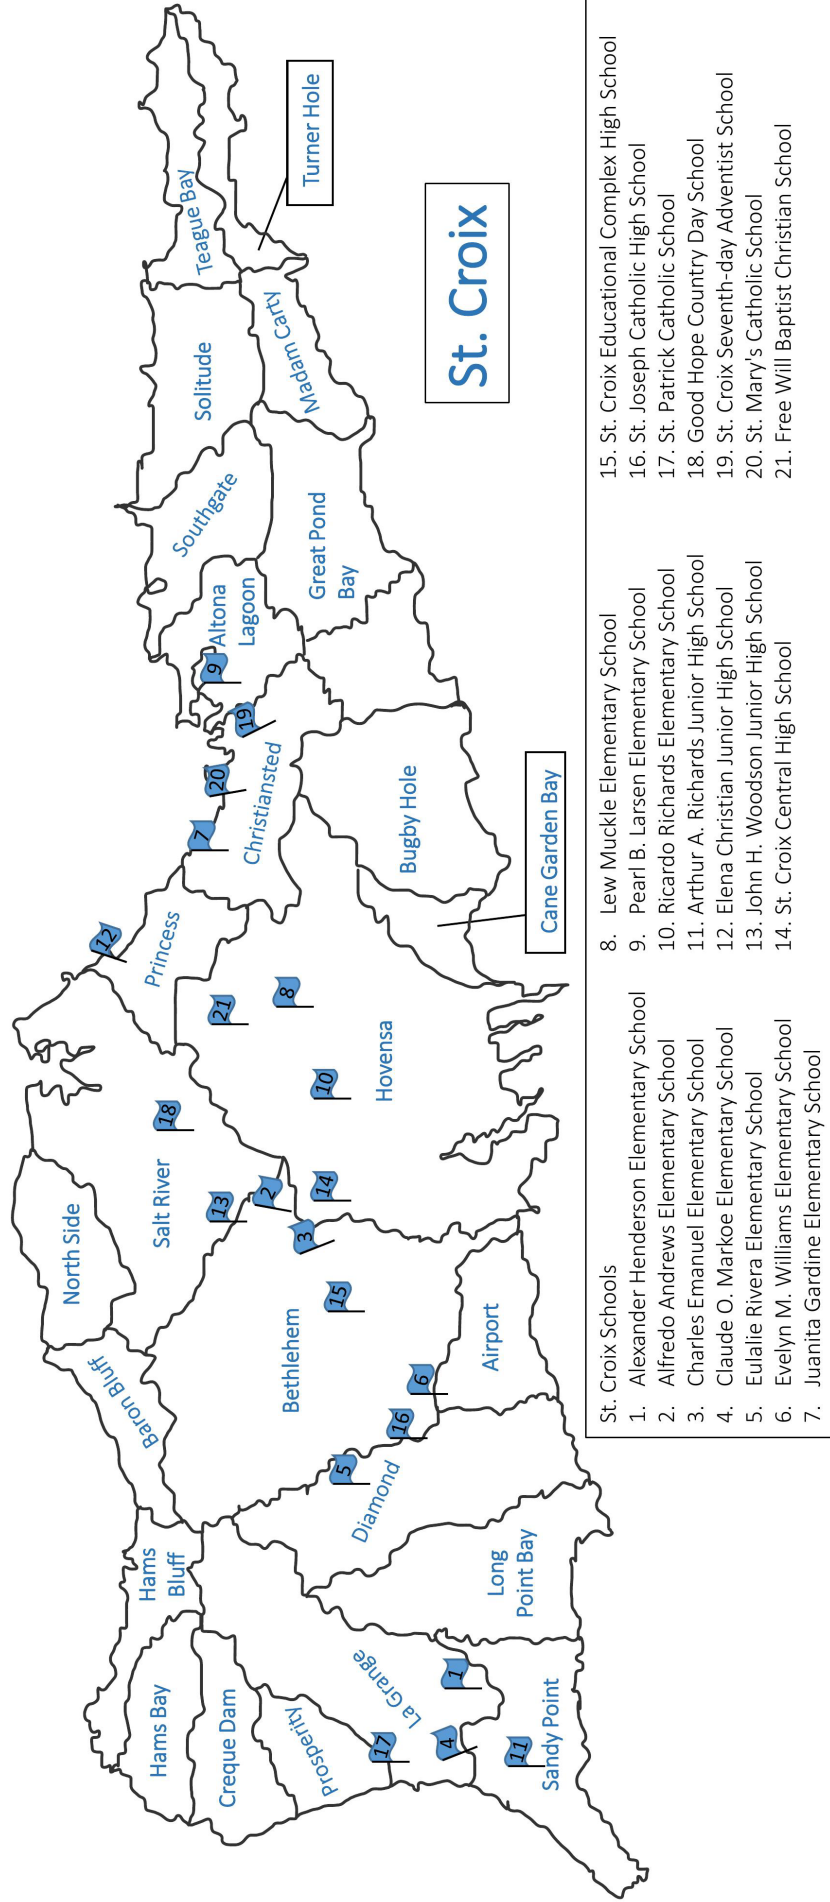 St. Croix
Hams Bay
Hams
Bluff
Creque Dam
Prosperity
La Grange
Sandy Point
Long
Point Bay
Diamond
Baron Bluff
North Side
Salt River
Bethlehem
Airport
Hovensa
Princess
Christiansted
Bugby Hole
Cane Garden Bay
Altona
Lagoon
Southgate
Great Pond
Bay
Solitude
Madam Carty
Teague Bay
Turner Hole
17
4
1
11
5
16
6
15
3
2
13
14
18
10
21
8
12
7
20
19
9
St. Croix Schools
1. Alexander Henderson Elementary School
2. Alfredo Andrews Elementary School
3. Charles Emanuel Elementary School
4. Claude O. Markoe Elementary School
5. Eulalie Rivera Elementary School
6. Evelyn M. Williams Elementary School
7. Juanita Gardine Elementary School
8. Lew Muckle Elementary School
9. Pearl B. Larsen Elementary School
10. Ricardo Richards Elementary School
11. Arthur A. Richards Junior High School
12. Elena Christian Junior High School
13. John H. Woodson Junior High School
14. St. Croix Central High School
15. St. Croix Educational Complex High School
16. St. Joseph Catholic High School
17. St. Patrick Catholic School
18. Good Hope Country Day School
19. St. Croix Seventh-day Adventist School
20. St. Mary's Catholic School
21. Free Will Baptist Christian School